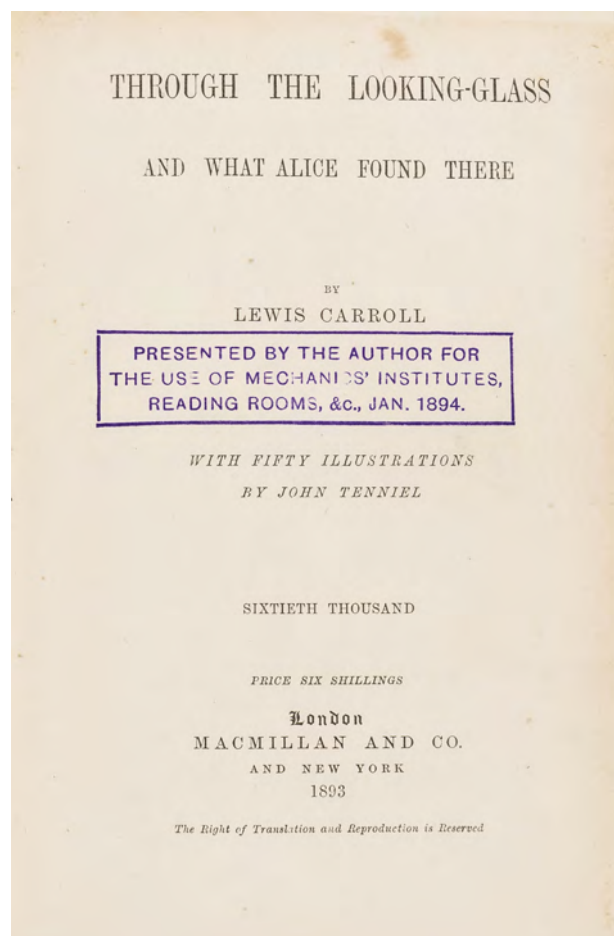 THROUGH THE LOOKING-GLASS
AND WHAT ALICE FOUND THERE
BY
LEWIS CARROLL
PRESENTED BY THE AUTHOR FOR
THE USE OF MECHANICS' INSTITUTES,
READING ROOMS, &c., JAN. 1894.
WITH FIFTY ILLUSTRATIONS
BY JOHN TENNIEL
SIXTIETH THOUSAND
PRICE SIX SHILLINGS
London
MACMILLAN AND CO.
AND NEW YORK
1893
The Right of Translation and Reproduction is Reserved